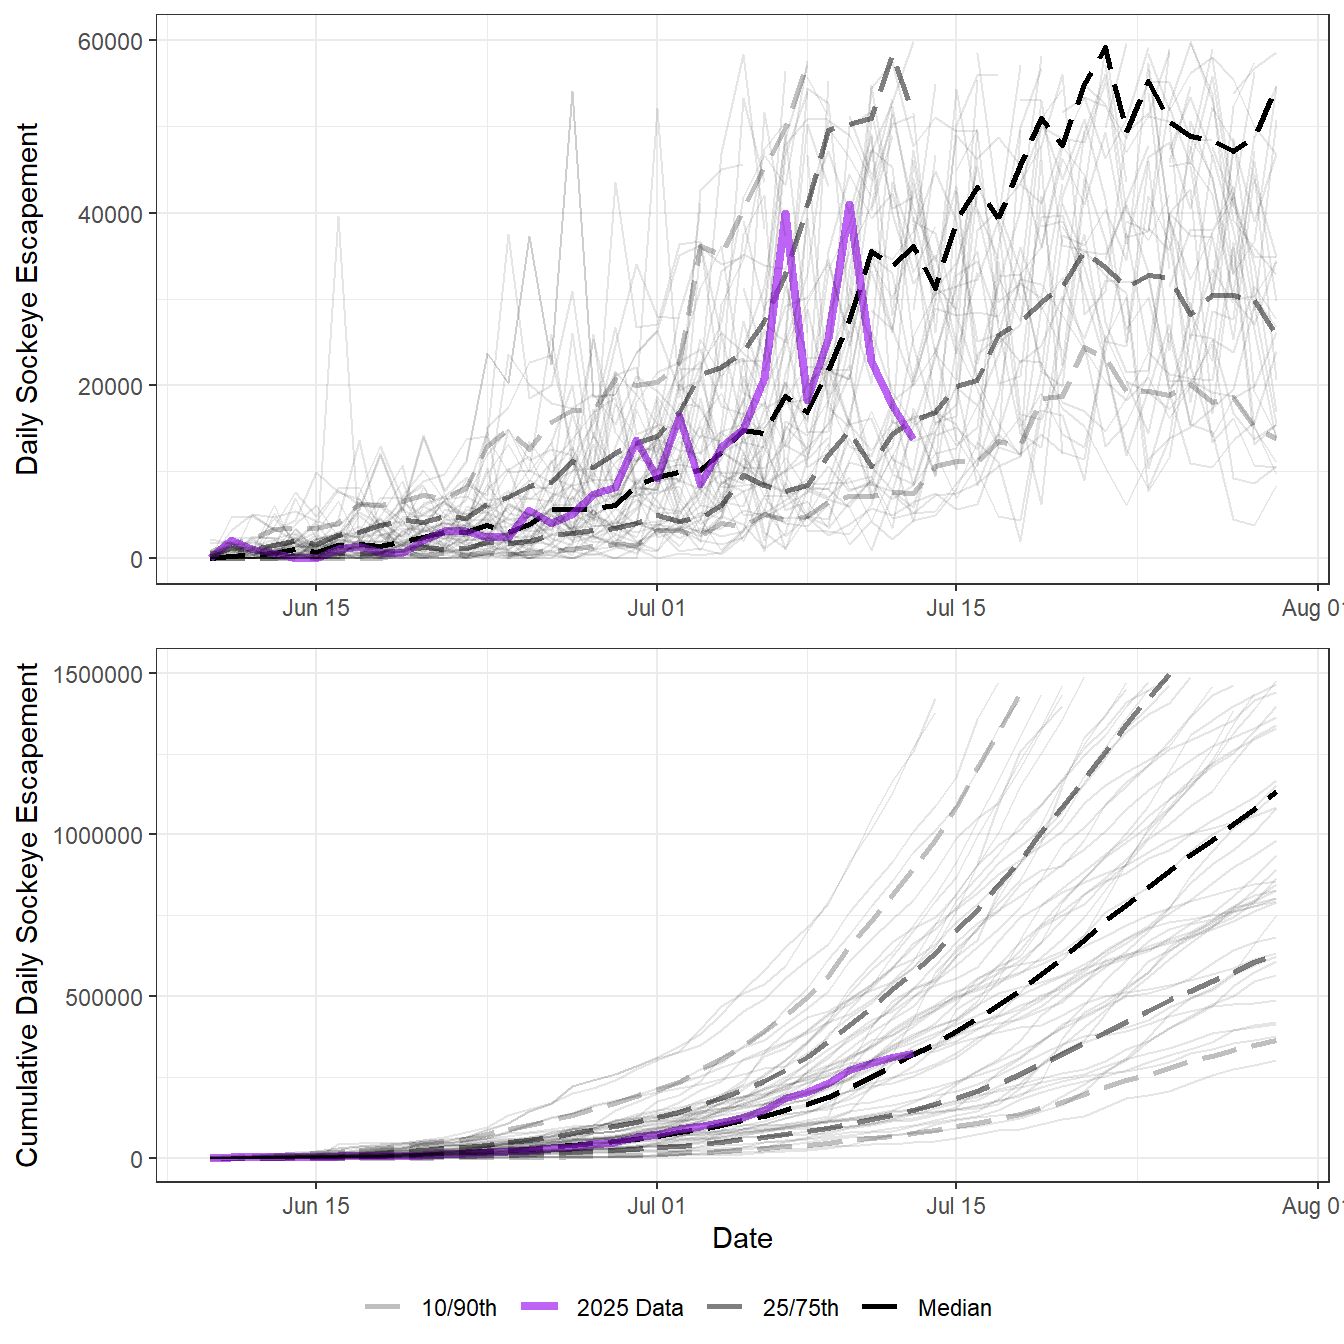 Daily Sockeye Escapement
60000
40000
20000
0
Jun 15
Jul 01
Jul 15
Aug 01
Cumulative Daily Sockeye Escapement
1500000
1000000
500000
0
Jun 15
Jul 01
Jul 15
Aug 01
Date
10/90th
2025 Data
25/75th
Median